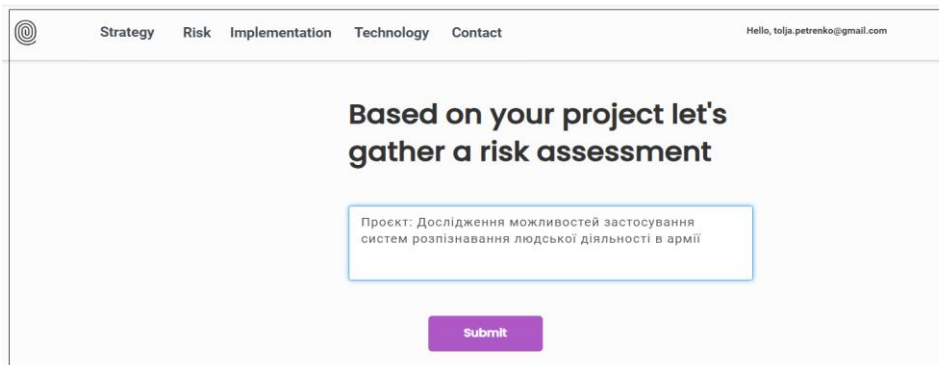 Strategy Risk Implementation Technology Contact Hello, tolja.petrenko@gmail.com
Based on your project let's
gather a risk assessment
Проєкт: Дослідження можливостей застосування
систем розпізнавання людської діяльності в армії
Submit